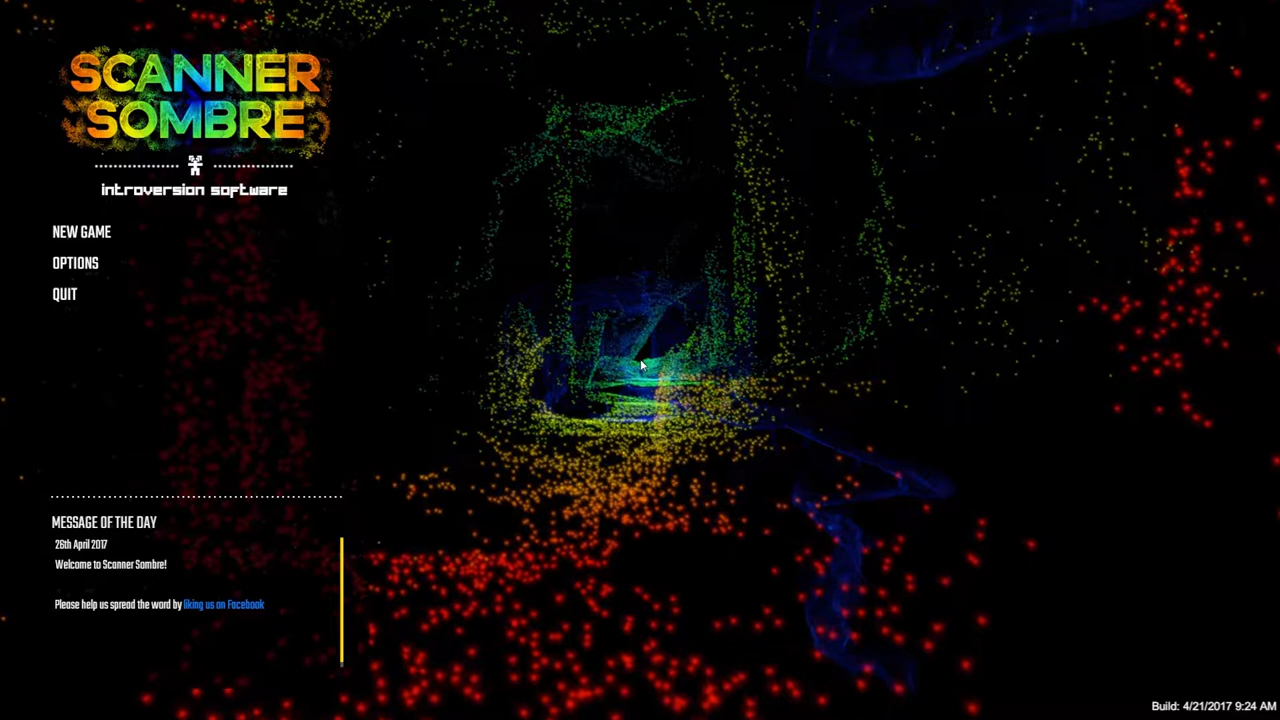 SCANNER
SOMBRE
introversion software
NEW GAME
OPTIONS
QUIT
MESSAGE OF THE DAY
26th April 2017
Welcome to Scanner Sombre!
Please help us spread the word by liking us on Facebook
Build: 4/21/2017 9:24 AM